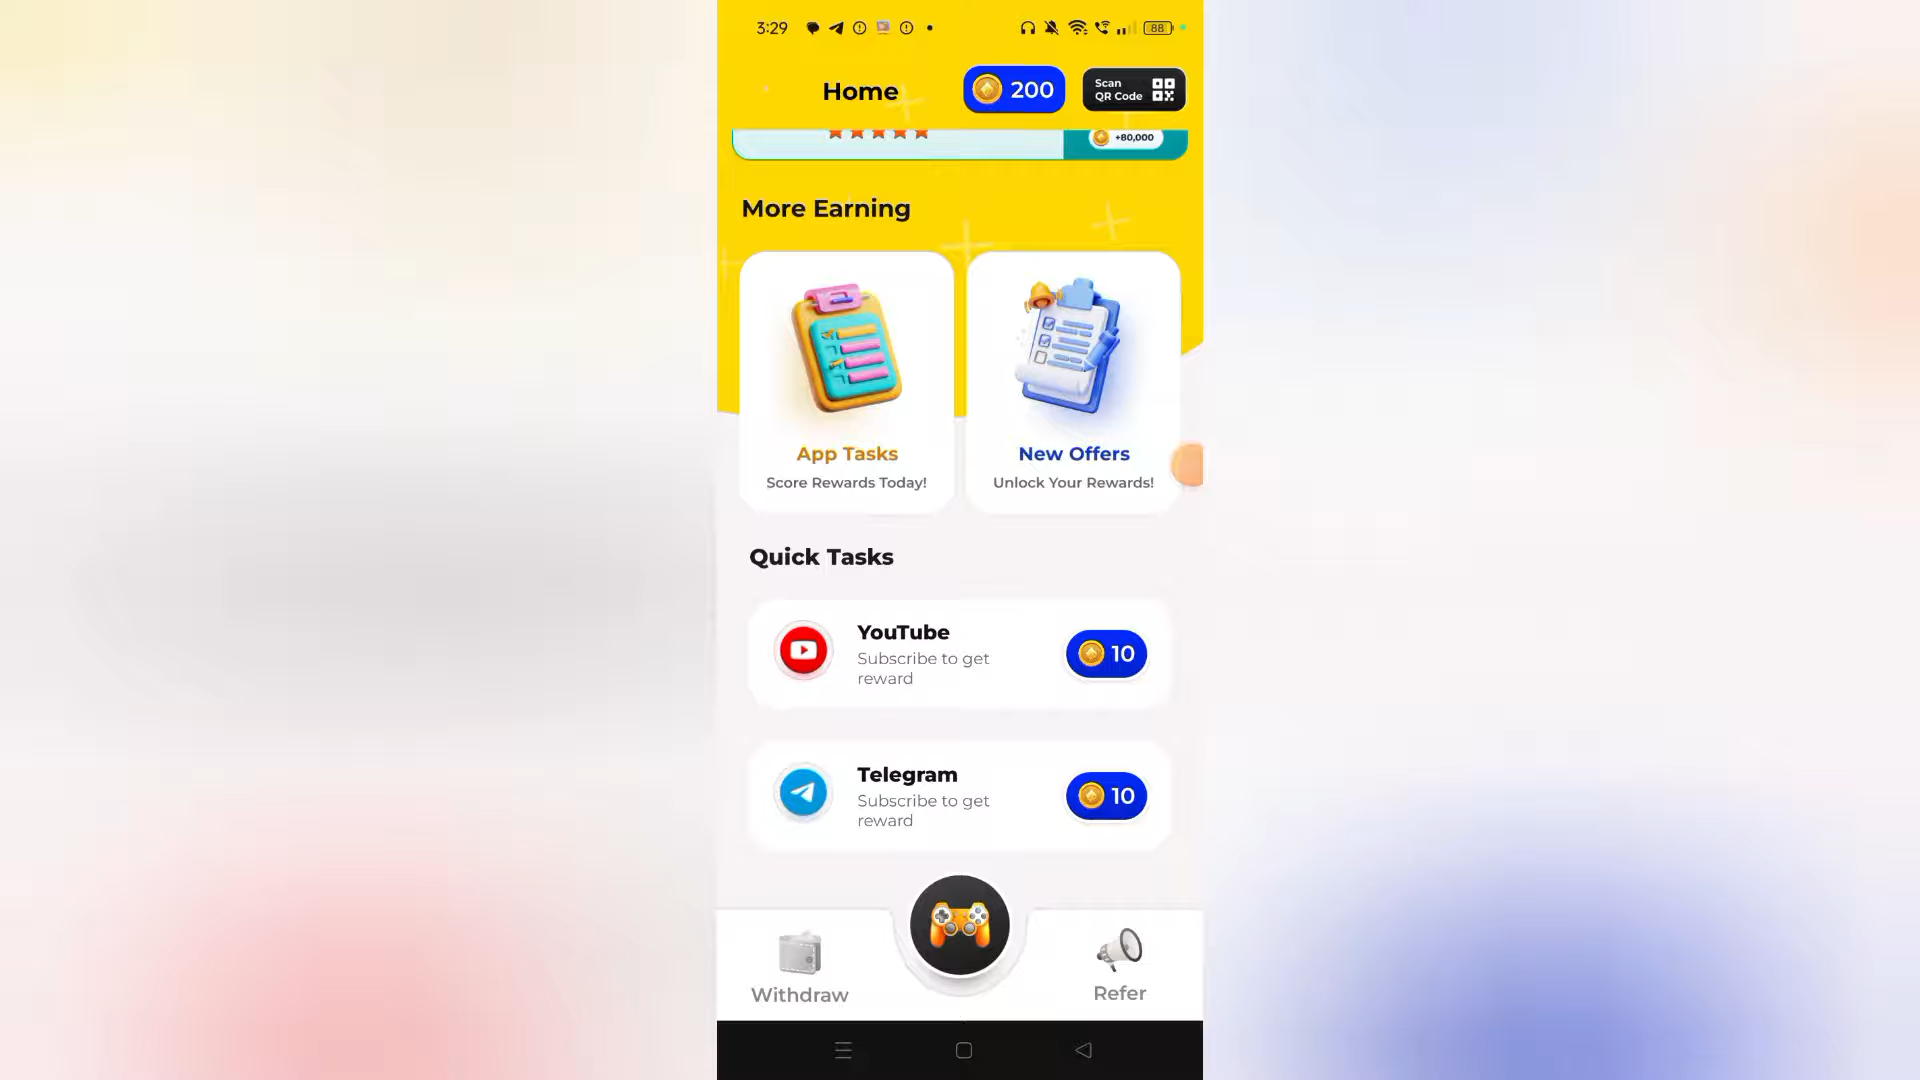 3:29
88
Home
200
Scan
QR Code
+80,000
More Earning
App Tasks
Score Rewards Today!
New Offers
Unlock Your Rewards!
Quick Tasks
YouTube
Subscribe to get
reward
10
Telegram
Subscribe to get
reward
10
Withdraw
Refer